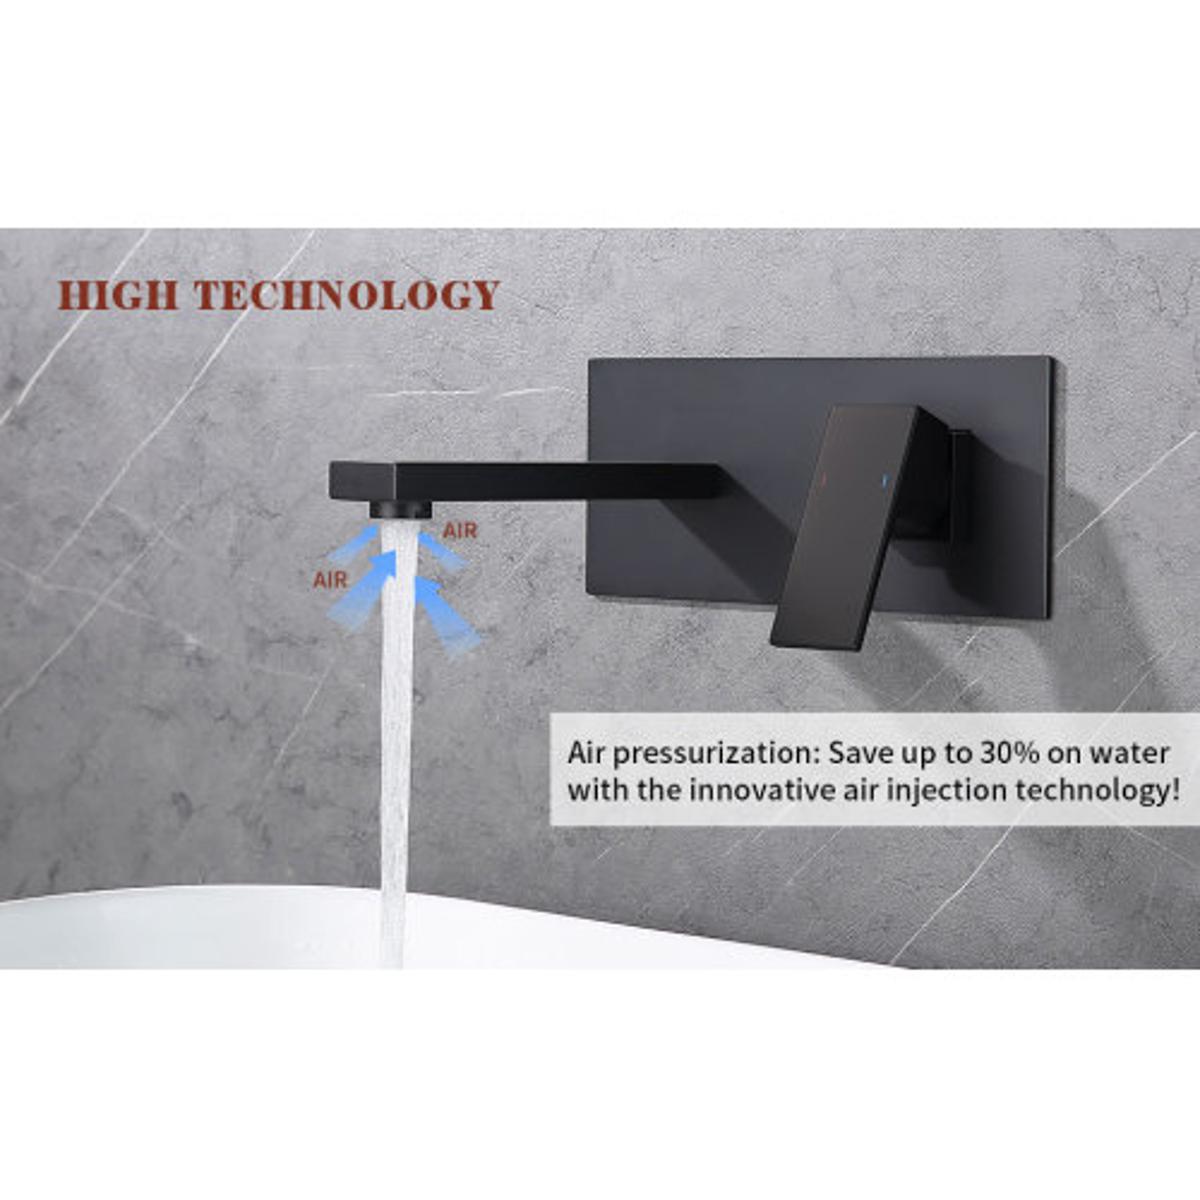 HIGH TECHNOLOGY
AIR
AIR
Air pressurization: Save up to 30% on water
with the innovative air injection technology!